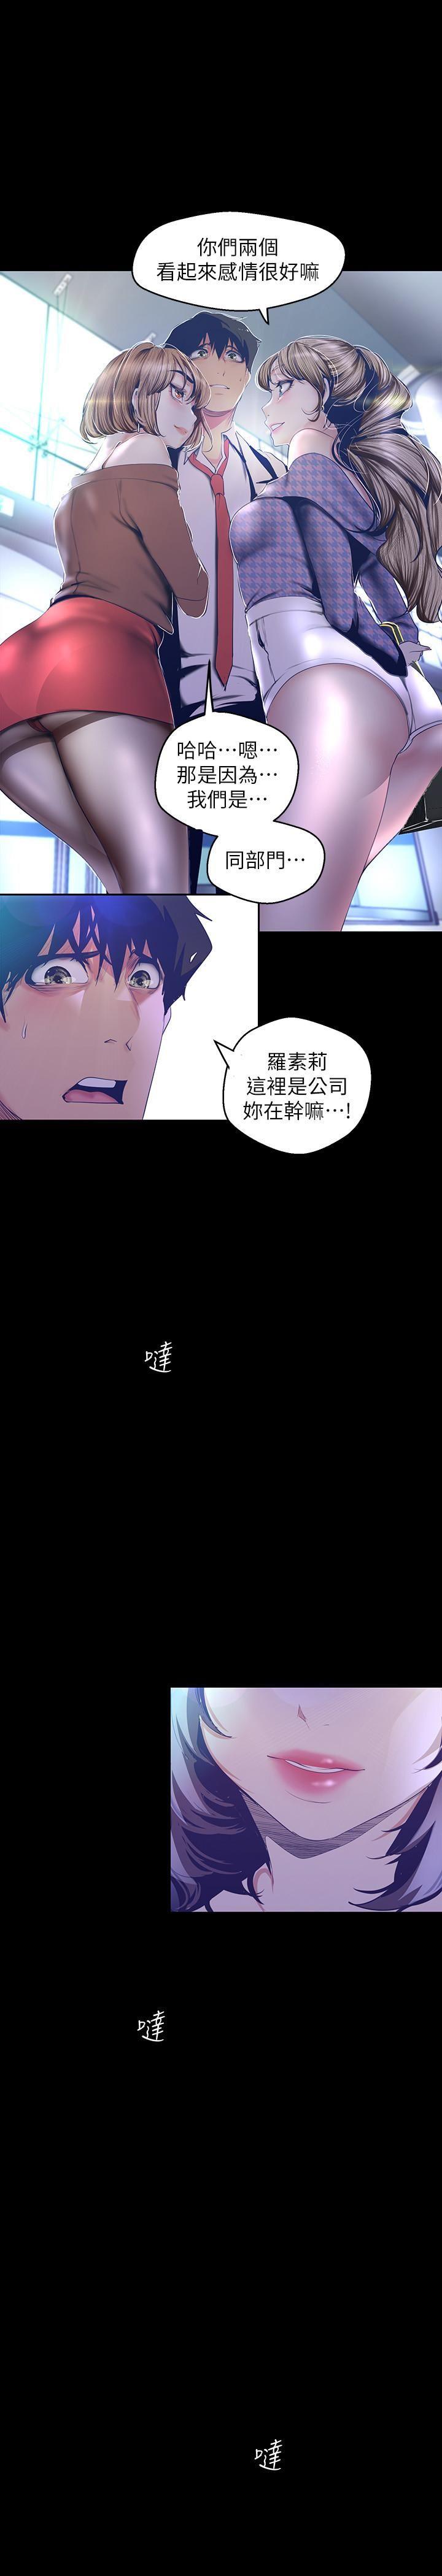 你們兩個
看起來感情很好嘛
哈哈⋯嗯⋯
那是因為⋯
我們是⋯
同部門⋯
羅素莉
這裡是公司
妳在幹嘛⋯!
噠
噠
噠